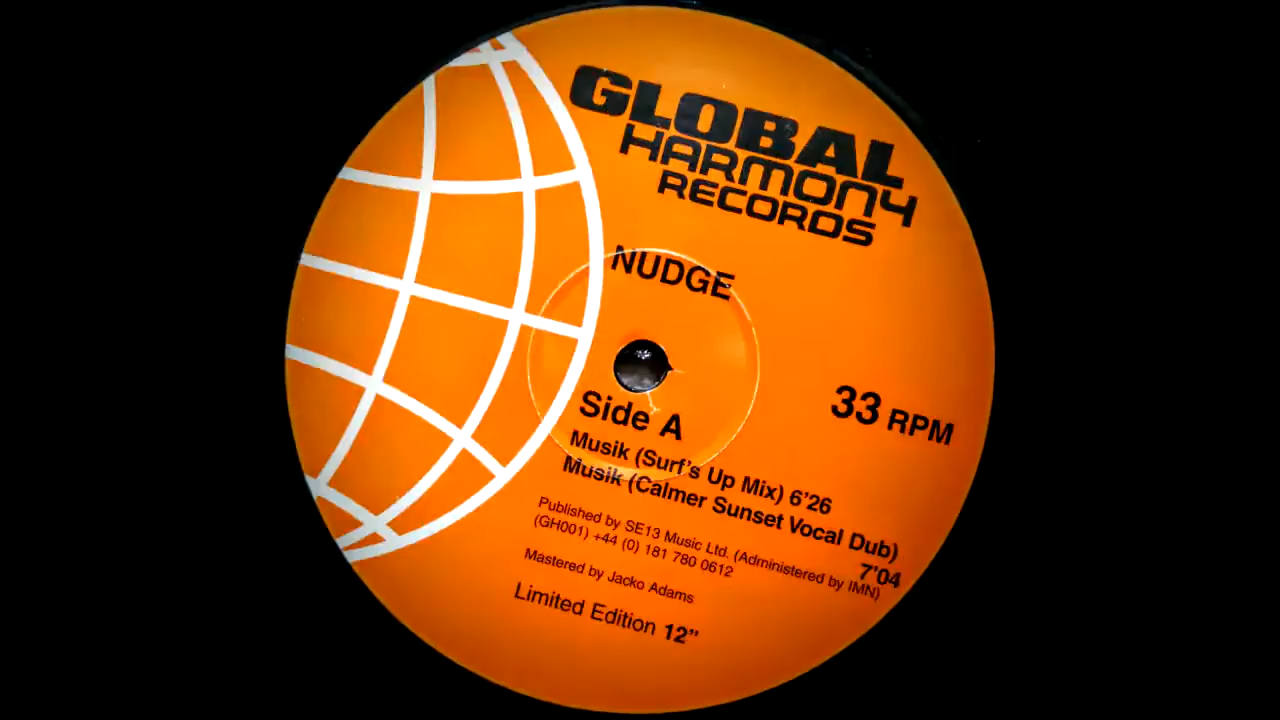 GLOBAL
HARMONY
RECORDS
NUDGE
33 RPM
Side A
Musik (Surf's Up Mix) 6'26
Musik (Calmer Sunset Vocal Dub)
7'04
Published by SE13 Music Ltd. (Administered by IMN)
(GH001) +44 (0) 181 780 0612
Mastered by Jacko Adams
Limited Edition 12"